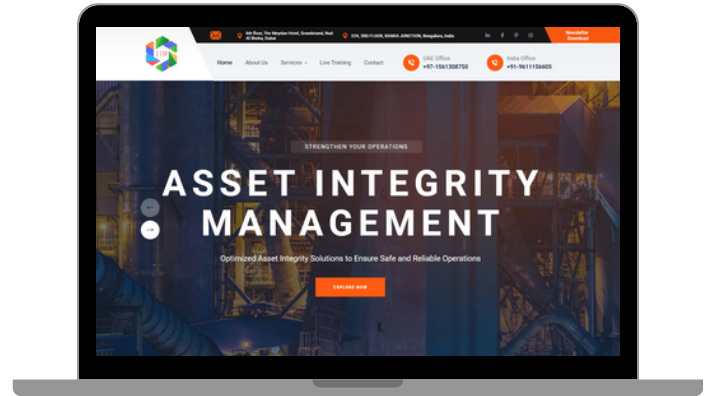 4th floor, The Meydan Hotel, Grandstand, Nad
Al Sheba, Dubai
224, 3RD FLOOR, RANKA JUNCTION, Bengaluru, India
Newsletter
Download
Home
About Us
Services
Live Training
Contact
UAE Office
+97-1561308750
India Office
+91-9611156605
STRENGTHEN YOUR OPERATIONS
ASSET INTEGRITY
MANAGEMENT
Optimized Asset Integrity Solutions to Ensure Safe and Reliable Operations
EXPLORE NOW